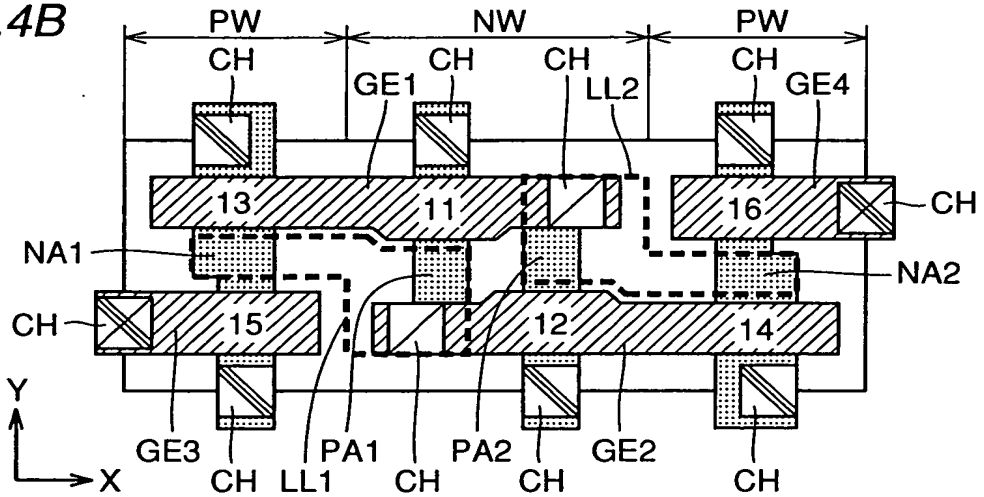 .4B
PW NW PW
CH CH CH CH
GE1 LL2 GE4
13 11 16
CH
NA1 NA2
CH
15 12 14
Y
X
GE3 CH LL1 PA1 CH PA2 CH GE2 CH